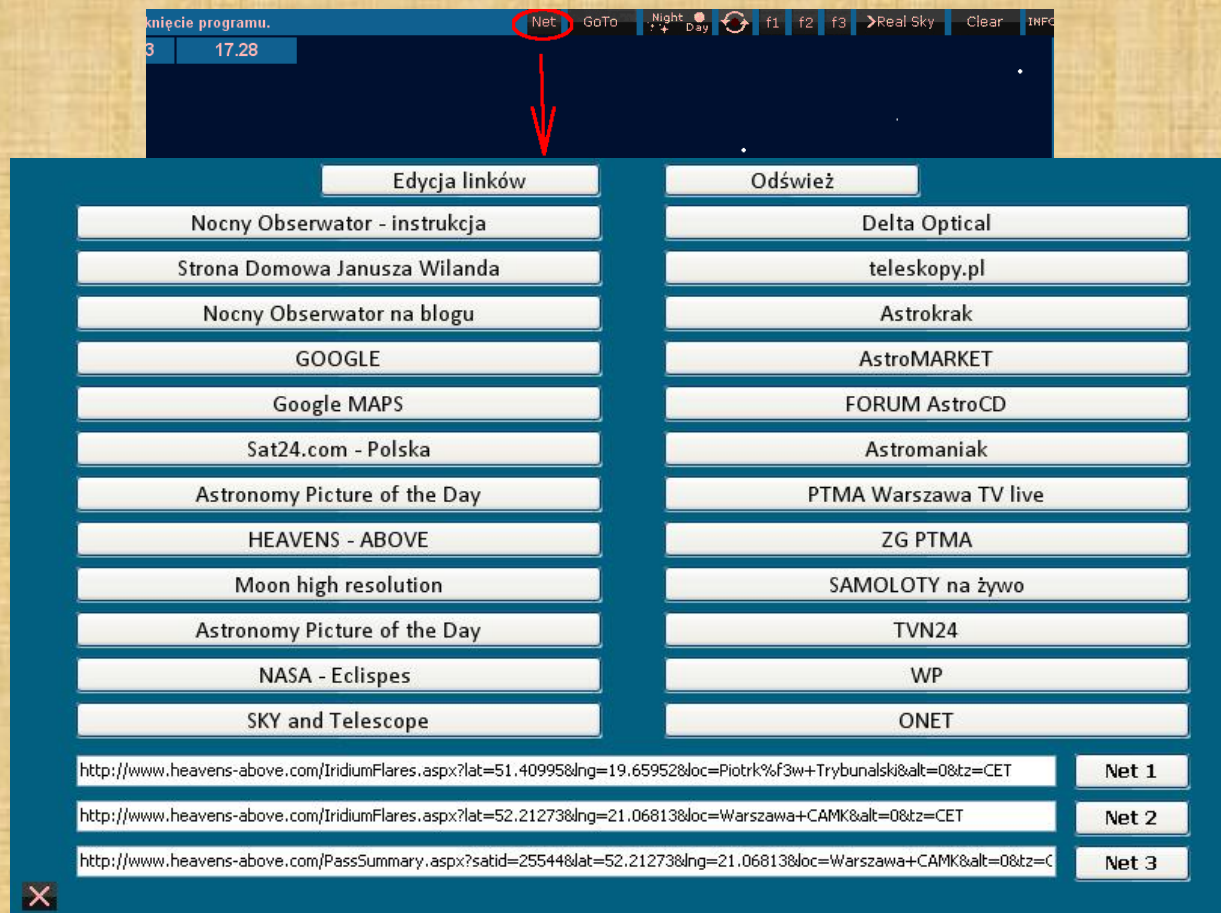 knięcie programu.
Net GoTo Night Day f1 f2 f3 >Real Sky Clear INFO
3 17.28
Edycja linków Odśwież
Nocny Obserwator - instrukcja Delta Optical
Strona Domowa Janusza Wilanda teleskopy.pl
Nocny Obserwator na blogu Astrokrak
GOOGLE AstroMARKET
Google MAPS FORUM AstroCD
Sat24.com - Polska Astromaniak
Astronomy Picture of the Day PTMA Warszawa TV live
HEAVENS - ABOVE ZG PTMA
Moon high resolution SAMOLOTY na żywo
Astronomy Picture of the Day TVN24
NASA - Eclispes WP
SKY and Telescope ONET
http://www.heavens-above.com/IridiumFlares.aspx?lat=51.40995&lng=19.65952&loc=Piotrk%f3w+Trybunalski&alt=0&tz=CET Net 1
http://www.heavens-above.com/IridiumFlares.aspx?lat=52.21273&lng=21.06813&loc=Warszawa+CAMK&alt=0&tz=CET Net 2
http://www.heavens-above.com/PassSummary.aspx?satid=25544&lat=52.21273&lng=21.06813&loc=Warszawa+CAMK&alt=0&tz=C Net 3